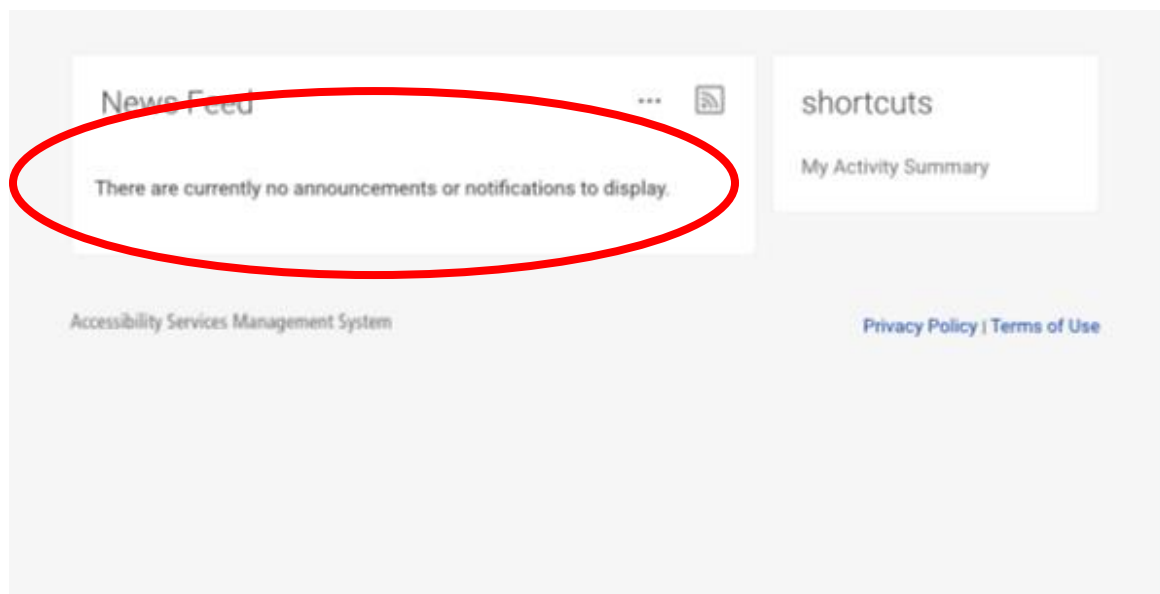 News Feed
...
There are currently no announcements or notifications to display.
shortcuts
My Activity Summary
Accessibility Services Management System
Privacy Policy | Terms of Use